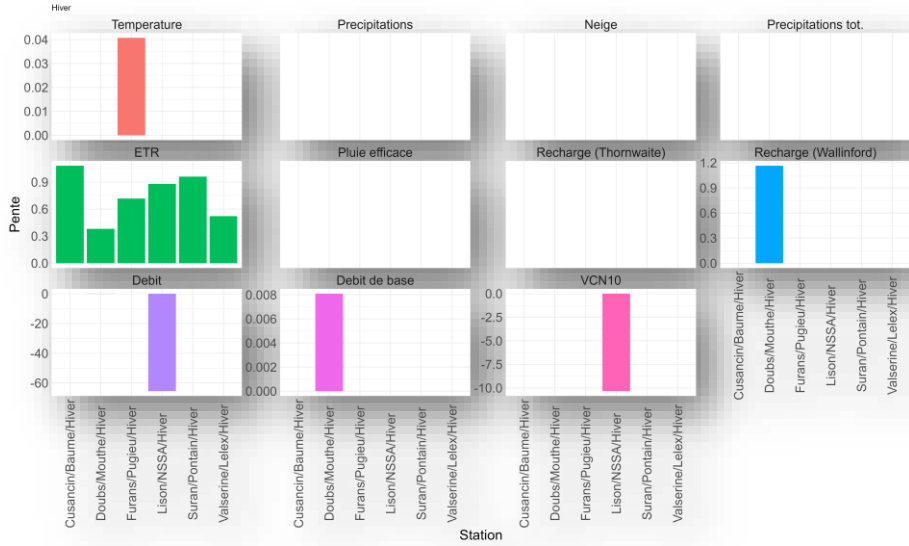 Hiver
Temperature
Precipitations
Neige
Precipitations tot.
0.04
0.03
0.02
0.01
0.00
ETR
Pluie efficace
Recharge (Thornwaite)
Recharge (Wallinford)
0.9
0.6
0.3
0.0
1.2
0.9
0.6
0.3
0.0
Pente
Debit
Debit de base
VCN10
0
-20
-40
-60
0.008
0.006
0.004
0.002
0.000
0.0
-2.5
-5.0
-7.5
-10.0
Cusancin/Baume/Hiver
Doubs/Mouthe/Hiver
Furans/Pugieu/Hiver
Lison/NSSA/Hiver
Suran/Pontain/Hiver
Valserine/Lelex/Hiver
Cusancin/Baume/Hiver
Doubs/Mouthe/Hiver
Furans/Pugieu/Hiver
Lison/NSSA/Hiver
Suran/Pontain/Hiver
Valserine/Lelex/Hiver
Cusancin/Baume/Hiver
Doubs/Mouthe/Hiver
Furans/Pugieu/Hiver
Lison/NSSA/Hiver
Suran/Pontain/Hiver
Valserine/Lelex/Hiver
Cusancin/Baume/Hiver
Doubs/Mouthe/Hiver
Furans/Pugieu/Hiver
Lison/NSSA/Hiver
Suran/Pontain/Hiver
Valserine/Lelex/Hiver
Station